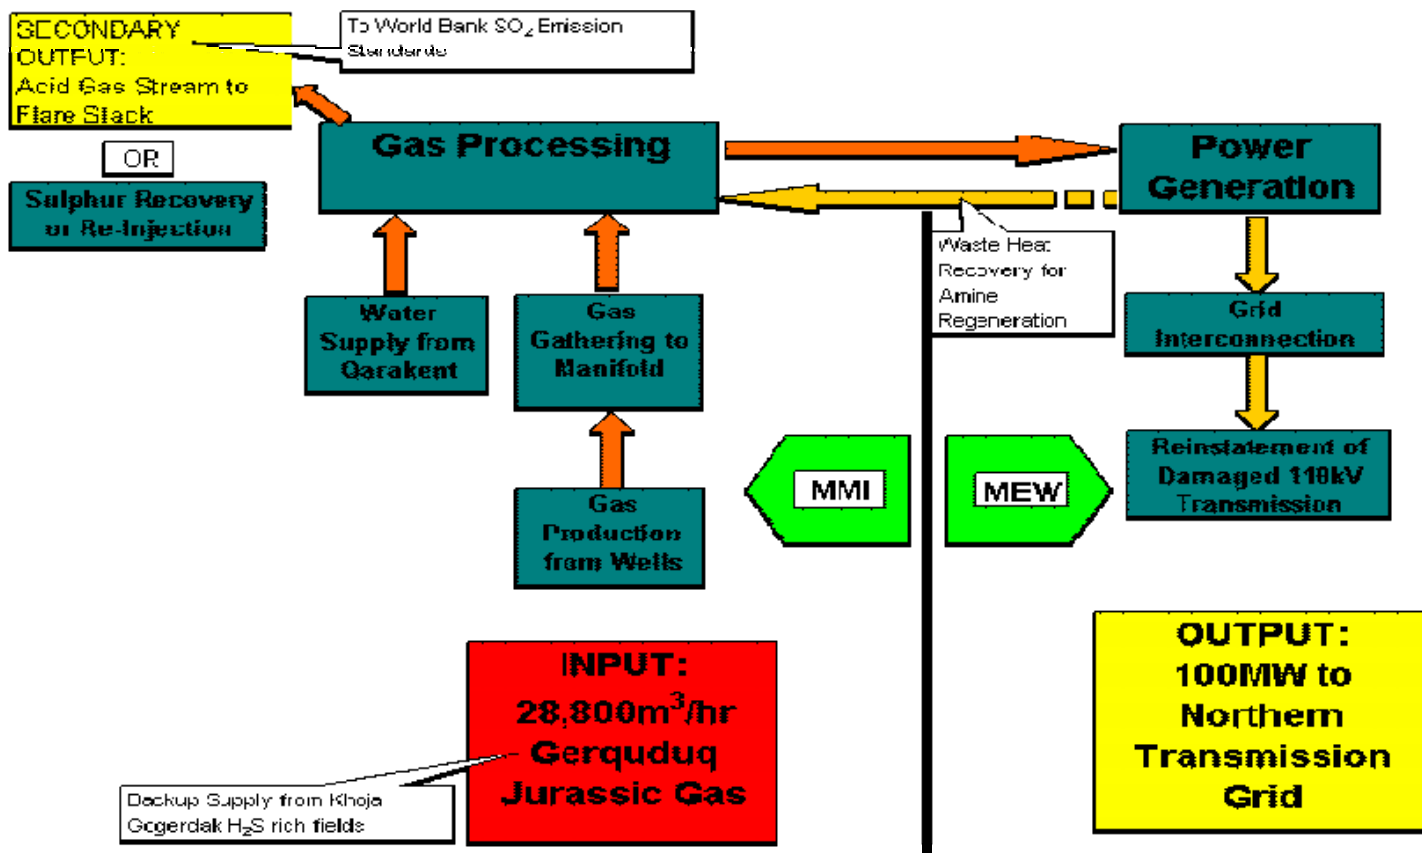 SECONDARY
OUTPUT:
Acid Gas Stream to
Flare Stack
To World Bank SO₂ Emission
Standards
OR
Sulphur Recovery
or Re-Injection
Gas Processing
Power
Generation
Waste Heat
Recovery for
Amine
Regeneration
Water
Supply from
Qarakent
Gas
Gathering to
Manifold
Grid
Interconnection
Gas
Production
from Wells
MMI
MEW
Reinstatement of
Damaged 110kV
Transmission
INPUT:
28,800m³/hr
Gerquduq
Jurassic Gas
Backup Supply from Khoja
Gogerdak H₂S rich fields
OUTPUT:
100MW to
Northern
Transmission
Grid